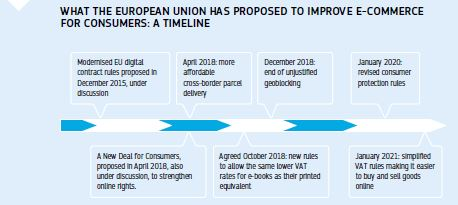 WHAT THE EUROPEAN UNION HAS PROPOSED TO IMPROVE E-COMMERCE
FOR CONSUMERS: A TIMELINE
Modernised EU digital
contract rules proposed in
December 2015, under
discussion
April 2018: more
affordable
cross-border parcel
delivery
December 2018:
end of unjustified
geoblocking
January 2020:
revised consumer
protection rules
A New Deal for Consumers,
proposed in April 2018, also
under discussion, to strengthen
online rights.
Agreed October 2018: new rules
to allow the same lower VAT
rates for e-books as their printed
equivalent
January 2021: simplified
VAT rules making it easier
to buy and sell goods
online